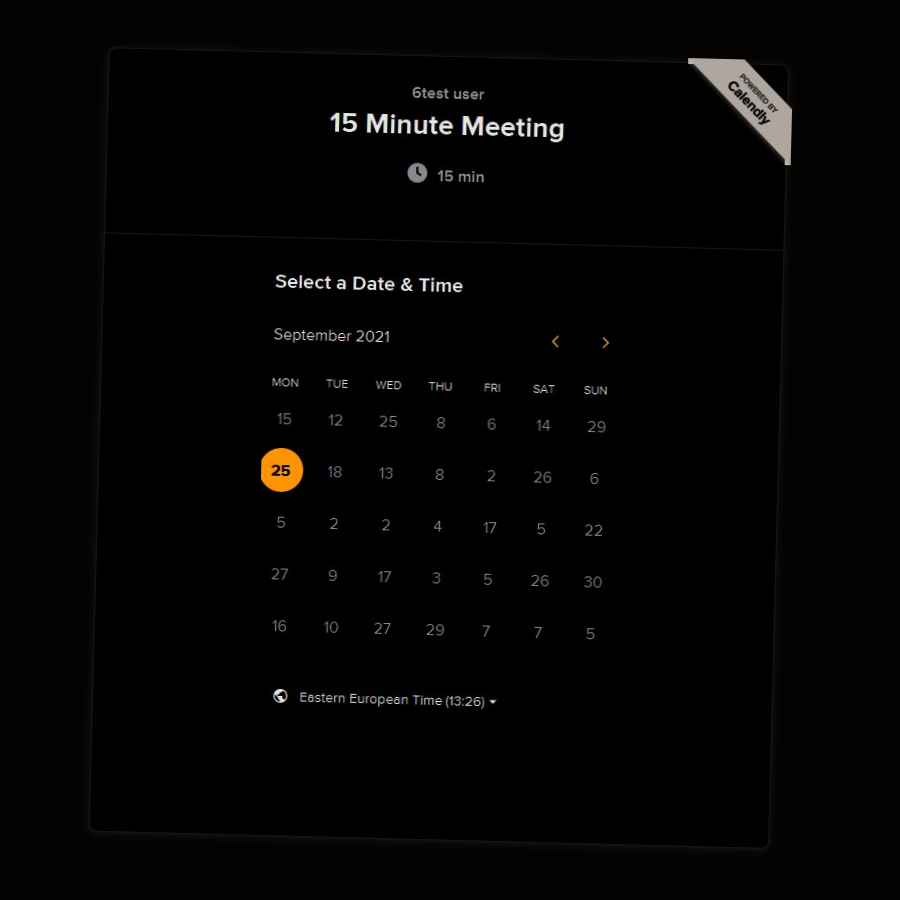 6test user
15 Minute Meeting
15 min
POWERED BY
Calendly
Select a Date & Time
September 2021
MON TUE WED THU FRI SAT SUN
15 12 25 8 6 14 29
25 18 13 8 2 26 6
5 2 2 4 17 5 22
27 9 17 3 5 26 30
16 10 27 29 7 7 5
Eastern European Time (13:26)